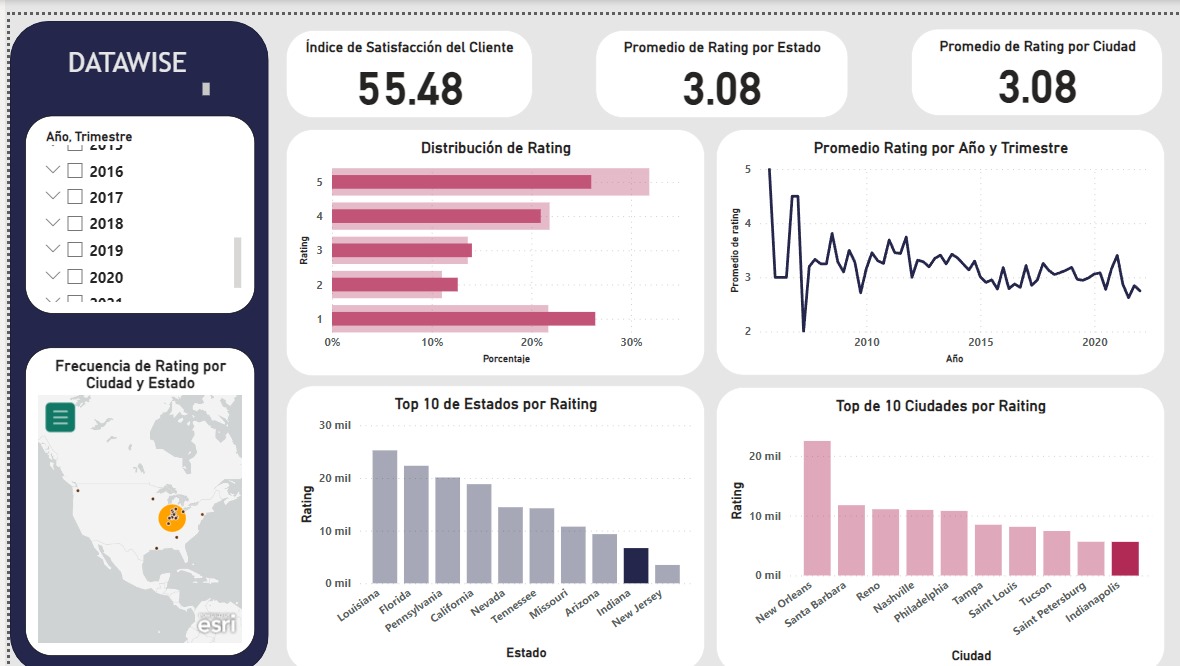 DATAWISE
Año, Trimestre
2015
2016
2017
2018
2019
2020
2021
Frecuencia de Rating por
Ciudad y Estado
esri
Índice de Satisfacción del Cliente
55.48
Promedio de Rating por Estado
3.08
Promedio de Rating por Ciudad
3.08
Distribución de Rating
Rating
5
4
3
2
1
0%
10%
20%
30%
Porcentaje
Promedio Rating por Año y Trimestre
Promedio de rating
5
4
3
2
2010
2015
2020
Año
Top 10 de Estados por Raiting
Rating
30 mil
20 mil
10 mil
0 mil
Louisiana
Florida
Pennsylvania
California
Nevada
Tennessee
Missouri
Arizona
Indiana
New Jersey
Estado
Top de 10 Ciudades por Raiting
Rating
20 mil
10 mil
0 mil
New Orleans
Santa Barbara
Reno
Nashville
Philadelphia
Tampa
Saint Louis
Tucson
Saint Petersburg
Indianapolis
Ciudad